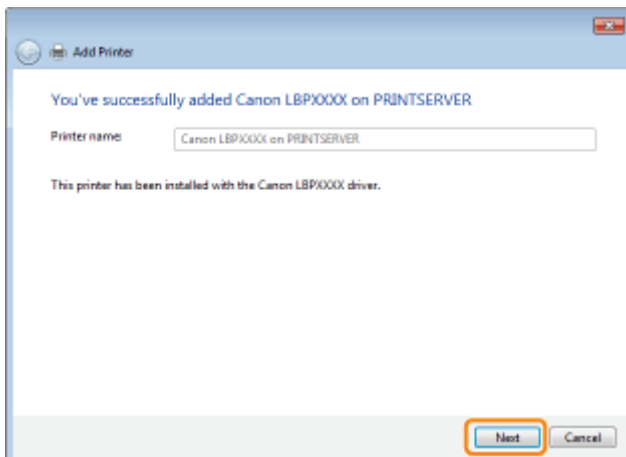 Add Printer
You've successfully added Canon LBPXXXX on PRINTSERVER
Printer name:
Canon LBPXXXX on PRINTSERVER
This printer has been installed with the Canon LBPXXXX driver.
Next
Cancel